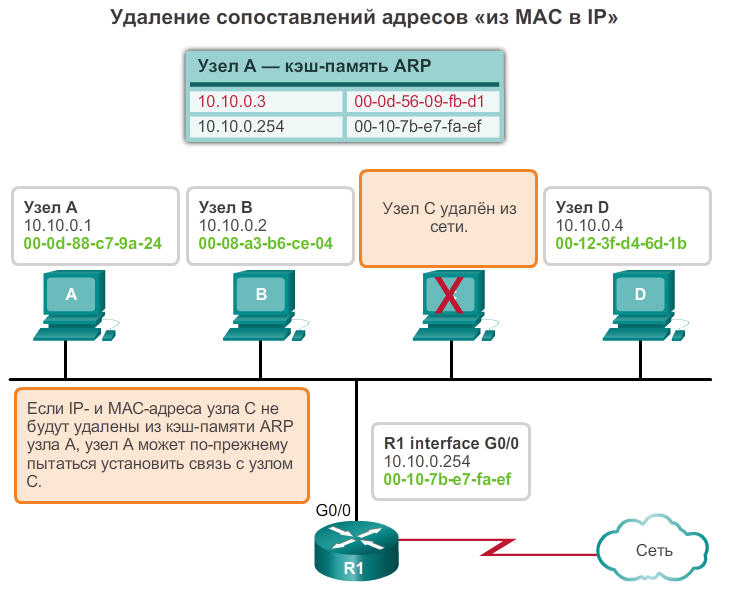 Удаление сопоставлений адресов «из MAC в IP»
Узел A — кэш-память ARP
10.10.0.3 00-0d-56-09-fb-d1
10.10.0.254 00-10-7b-e7-fa-ef
Узел A
10.10.0.1
00-0d-88-c7-9a-24
Узел B
10.10.0.2
00-08-a3-b6-ce-04
Узел C удалён из
сети.
Узел D
10.10.0.4
00-12-3f-d4-6d-1b
A
B
D
Если IP- и MAC-адреса узла C не
будут удалены из кэш-памяти ARP
узла A, узел A может по-прежнему
пытаться установить связь с узлом
C.
R1 interface G0/0
10.10.0.254
00-10-7b-e7-fa-ef
G0/0
R1
Сеть